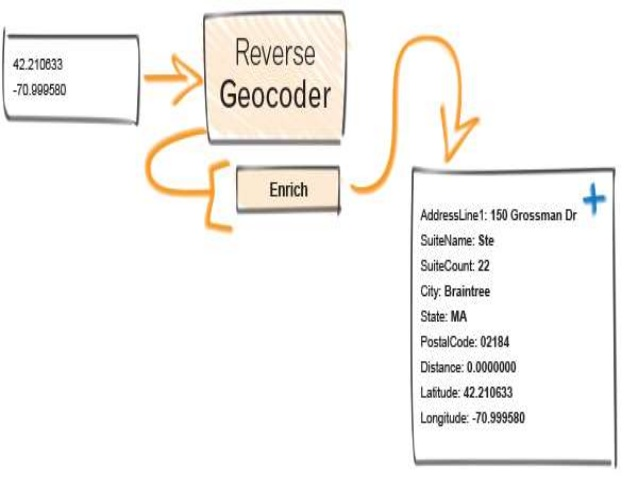 42.210633
-70.999580
Reverse
Geocoder
Enrich
AddressLine1: 150 Grossman Dr
SuiteName: Ste
SuiteCount: 22
City: Braintree
State: MA
PostalCode: 02184
Distance: 0.0000000
Latitude: 42.210633
Longitude: -70.999580